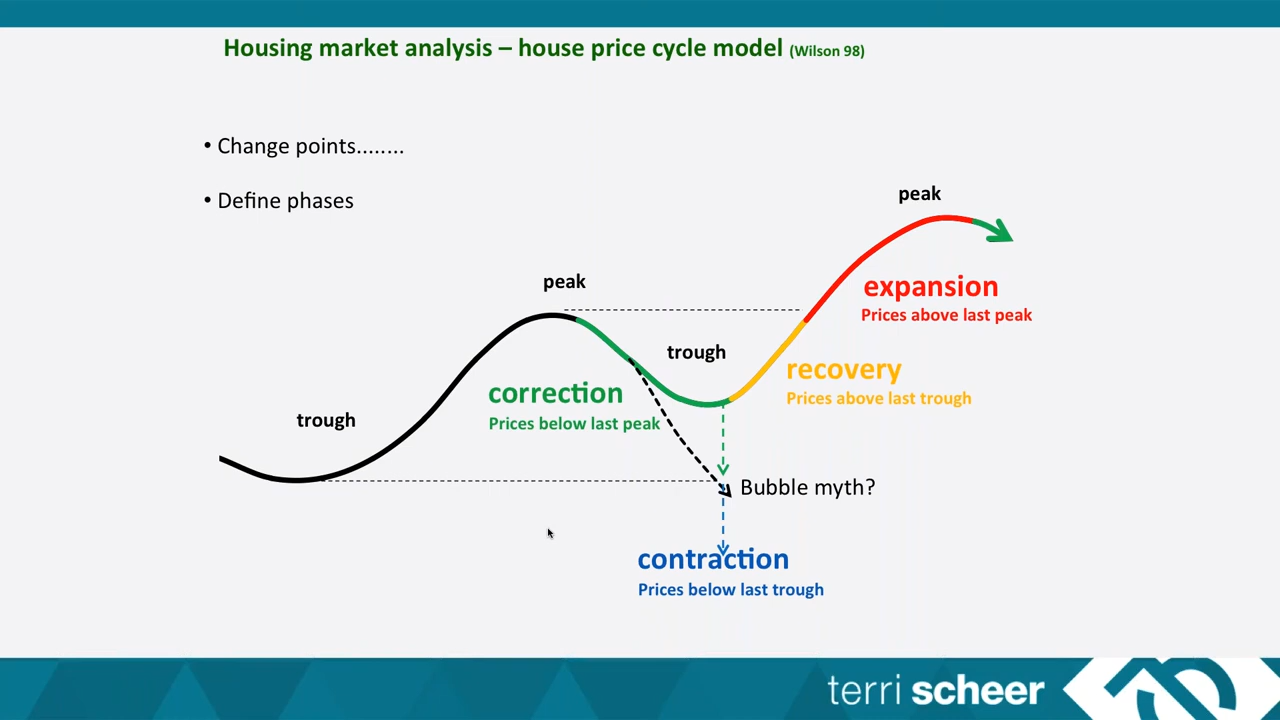 Housing market analysis – house price cycle model (Wilson 98)
• Change points........
• Define phases
peak
peak
expansion
Prices above last peak
trough
recovery
Prices above last trough
correction
Prices below last peak
trough
Bubble myth?
contraction
Prices below last trough
terri scheer